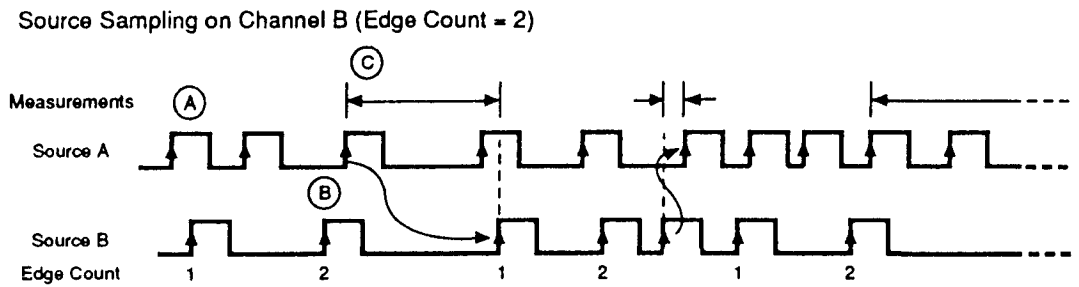 Source Sampling on Channel B (Edge Count = 2)
C
Measurements
A
Source A
B
Source B
Edge Count 1 2 1 2 1 2